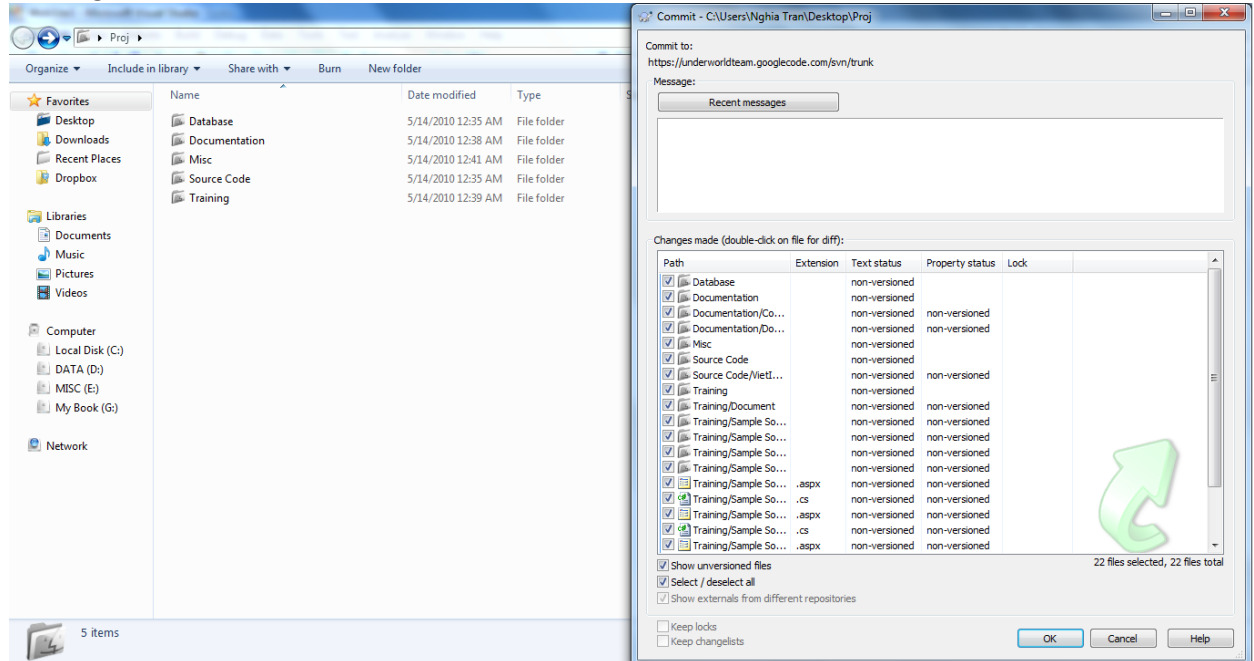 Proj
Organize Include in library Share with Burn New folder
Favorites
Desktop
Downloads
Recent Places
Dropbox
Libraries
Documents
Music
Pictures
Videos
Computer
Local Disk (C:)
DATA (D:)
MISC (E:)
My Book (G:)
Network
Name Date modified Type
Database 5/14/2010 12:35 AM File folder
Documentation 5/14/2010 12:38 AM File folder
Misc 5/14/2010 12:41 AM File folder
Source Code 5/14/2010 12:35 AM File folder
Training 5/14/2010 12:39 AM File folder
5 items
Commit - C:\Users\Nghia Tran\Desktop\Proj
Commit to:
https://underworldteam.googlecode.com/svn/trunk
Message:
Recent messages
Changes made (double-click on file for diff):
Path Extension Text status Property status Lock
Database non-versioned
Documentation non-versioned
Documentation/Co... non-versioned non-versioned
Documentation/Do... non-versioned non-versioned
Misc non-versioned
Source Code non-versioned
Source Code/VietI... non-versioned non-versioned
Training non-versioned
Training/Document non-versioned non-versioned
Training/Sample So... non-versioned non-versioned
Training/Sample So... non-versioned non-versioned
Training/Sample So... non-versioned non-versioned
Training/Sample So... non-versioned non-versioned
Training/Sample So... .aspx non-versioned non-versioned
Training/Sample So... .cs non-versioned non-versioned
Training/Sample So... .aspx non-versioned non-versioned
Training/Sample So... .cs non-versioned non-versioned
Training/Sample So... .aspx non-versioned non-versioned
22 files selected, 22 files total
Show unversioned files
Select / deselect all
Show externals from different repositories
Keep locks
Keep changelists
OK Cancel Help